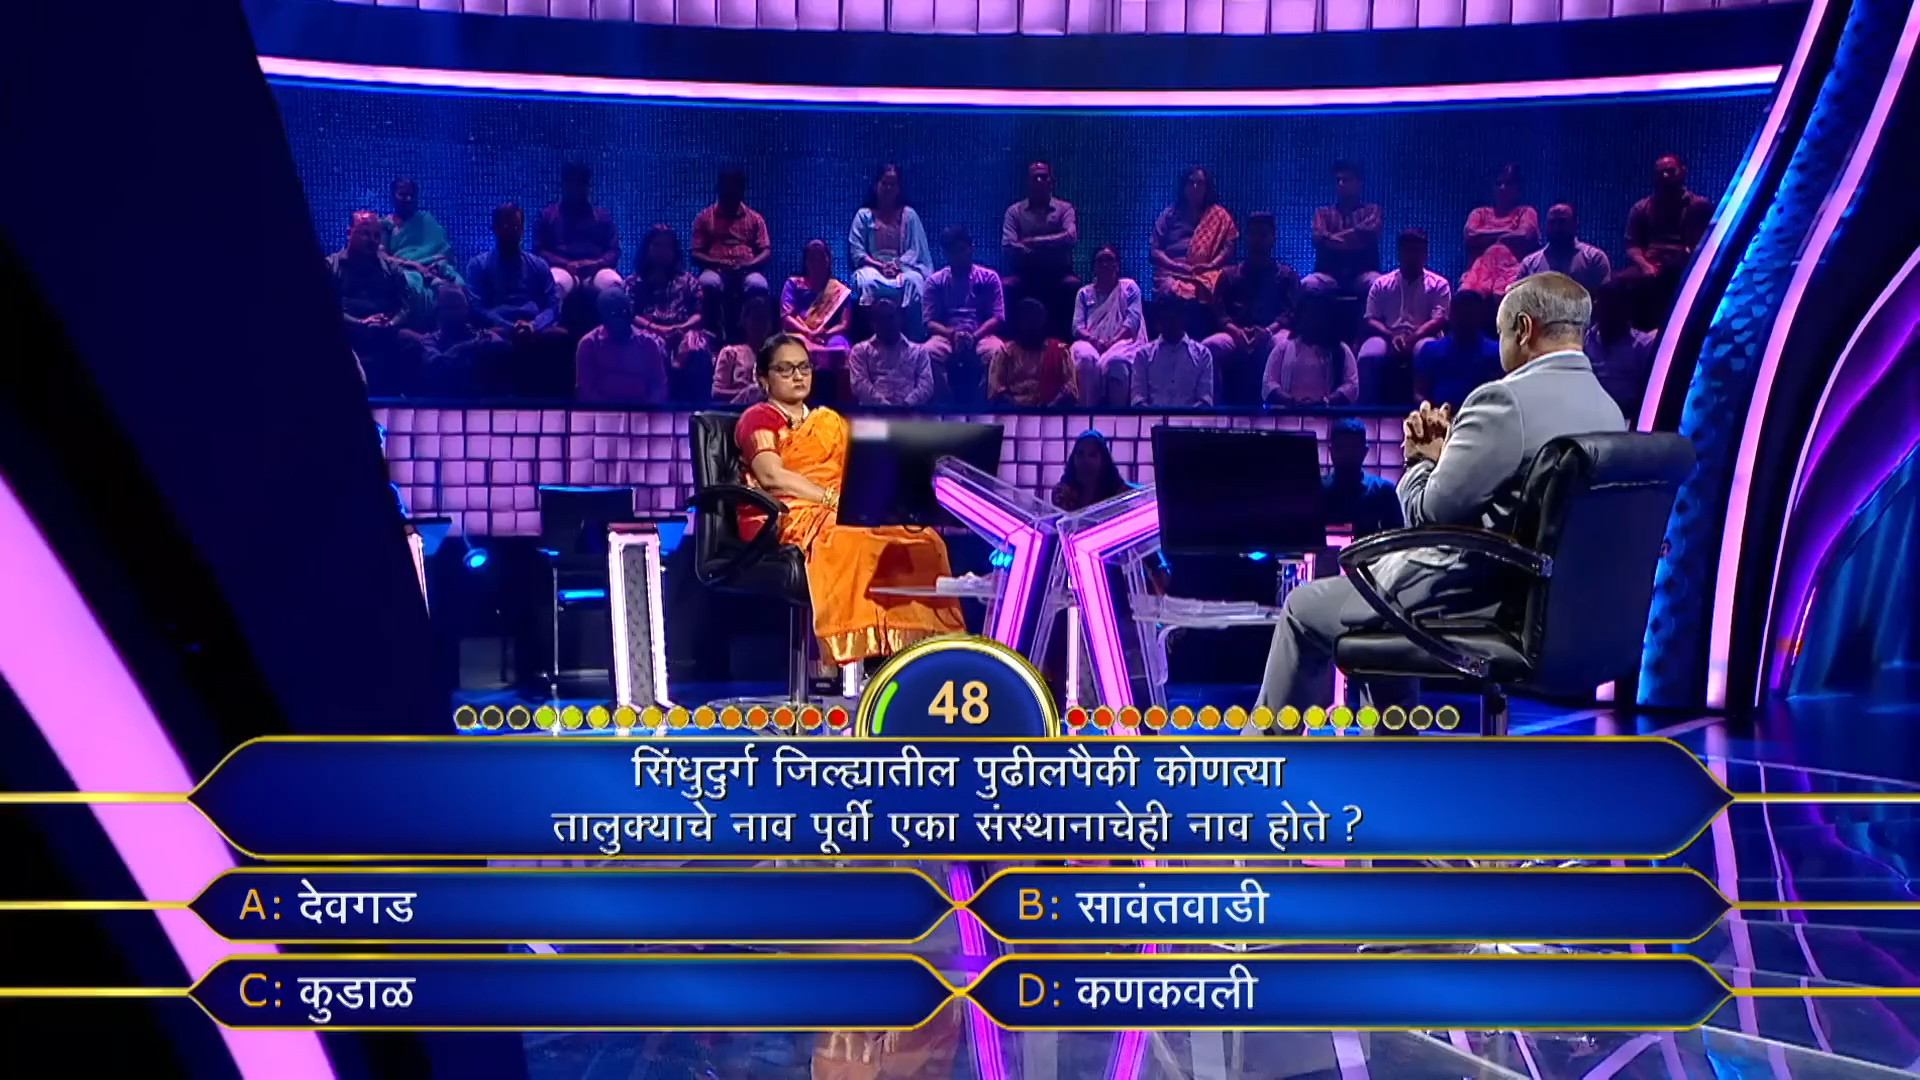 48
सिंधुदुर्ग जिल्ह्यातील पुढीलपैकी कोणत्या
तालुक्याचे नाव पूर्वी एका संस्थानाचेही नाव होते ?
A: देवगड
B: सावंतवाडी
C: कुडाळ
D: कणकवली